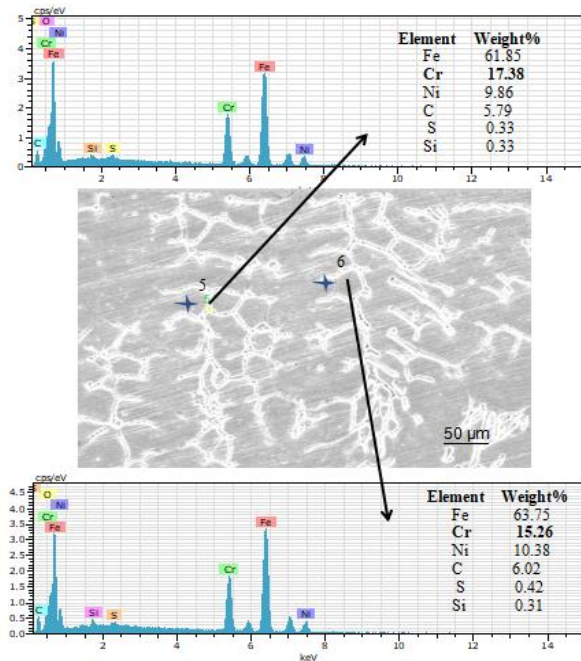 cps/eV
S O Ni
Cr
Fe Fe
Cr
C Si S Ni
5
4
3
2
1
0
2 4 6 8 10 12 14
Element Weight%
Fe 61.85
Cr 17.38
Ni 9.86
C 5.79
S 0.33
Si 0.33
5
6
50 µm
cps/eV
S O Ni
Cr
Fe Fe
Cr
C Si S Ni
4.5
4.0
3.5
3.0
2.5
2.0
1.5
1.0
0.5
0.0
2 4 6 8 10 12 14
keV
Element Weight%
Fe 63.75
Cr 15.26
Ni 10.38
C 6.02
S 0.42
Si 0.31